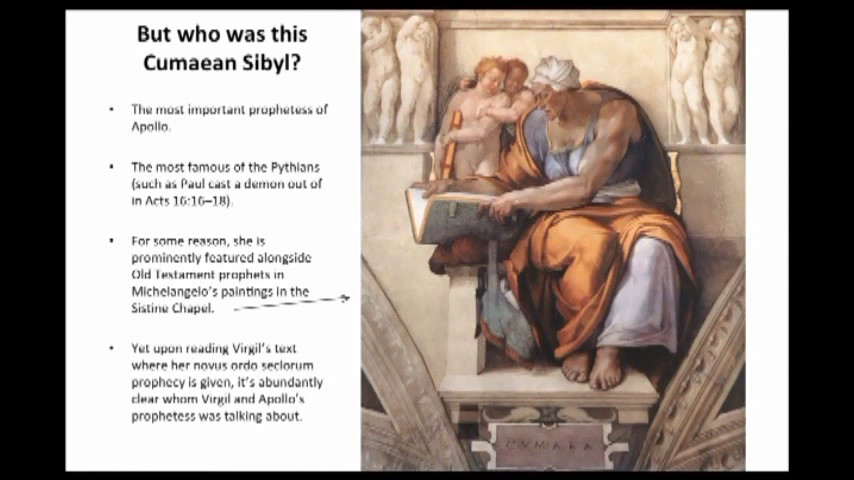 But who was this
Cumaean Sibyl?
• The most important prophetess of
Apollo.
• The most famous of the Pythians
(such as Paul cast a demon out of
in Acts 16:16–18).
• For some reason, she is
prominently featured alongside
Old Testament prophets in
Michelangelo's paintings in the
Sistine Chapel.
• Yet upon reading Virgil's text
where her novus ordo seclorum
prophecy is given, it's abundantly
clear whom Virgil and Apollo's
prophetess was talking about.
CVMAEA